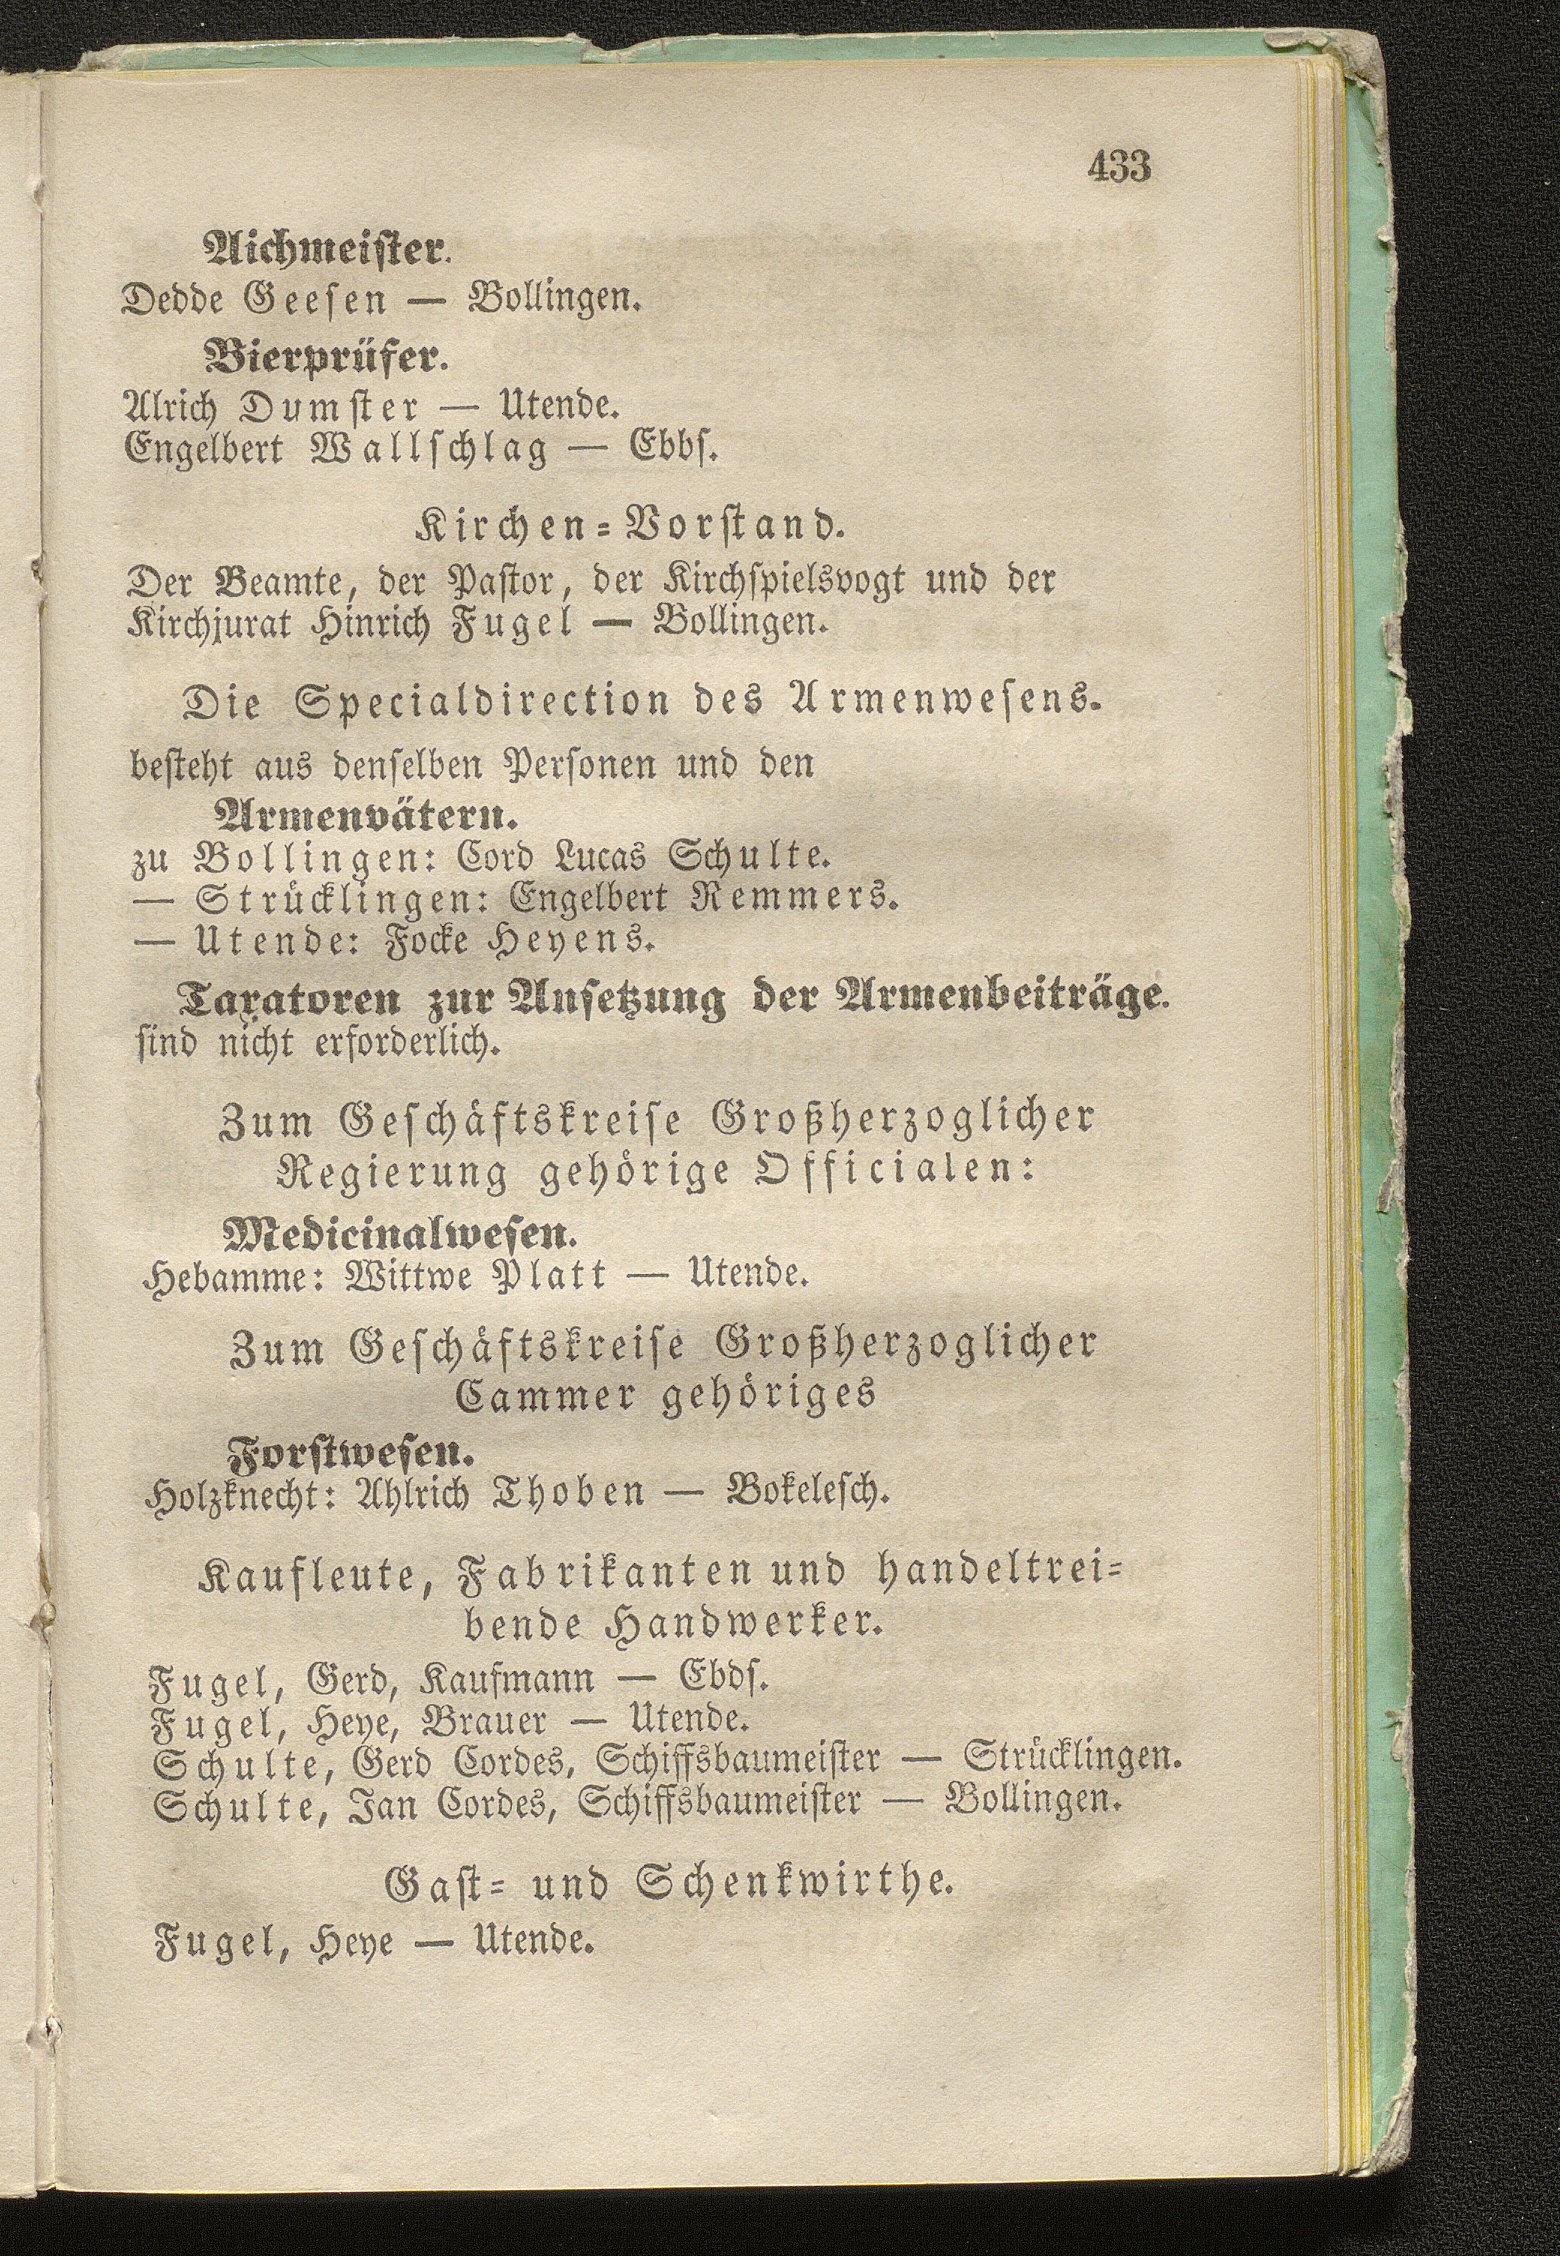 433
Aichmeiſter.
Dedde Geeſen — Bollingen.
Bierprüfer.
Alrich Dumſter — Utende.
Engelbert Wallſchlag — Ebbſ.
Kirchen-Vorſtand.
Der Beamte, der Paſtor, der Kirchſpielsvogt und der
Kirchjurat Hinrich Fugel — Bollingen.
Die Specialdirection des Armenweſens.
beſteht aus denſelben Perſonen und den
Armenvätern.
zu Bollingen: Cord Lucas Schulte.
— Strücklingen: Engelbert Remmers.
— Utende: Focke Heyens.
Taxatoren zur Anſetzung der Armenbeiträge.
ſind nicht erforderlich.
Zum Geſchäftskreiſe Großherzoglicher
Regierung gehörige Officialen:
Medicinalweſen.
Hebamme: Wittwe Platt — Utende.
Zum Geſchäftskreiſe Großherzoglicher
Cammer gehöriges
Forſtweſen.
Holzknecht: Ahlrich Thoben — Bokeleſch.
Kaufleute, Fabrikanten und handeltrei-
bende Handwerker.
Fugel, Gerd, Kaufmann — Ebdſ.
Fugel, Heye, Brauer — Utende.
Schulte, Gerd Cordes, Schiffsbaumeiſter — Strücklingen.
Schulte, Jan Cordes, Schiffsbaumeiſter — Bollingen.
Gaſt- und Schenkwirthe.
Fugel, Heye — Utende.